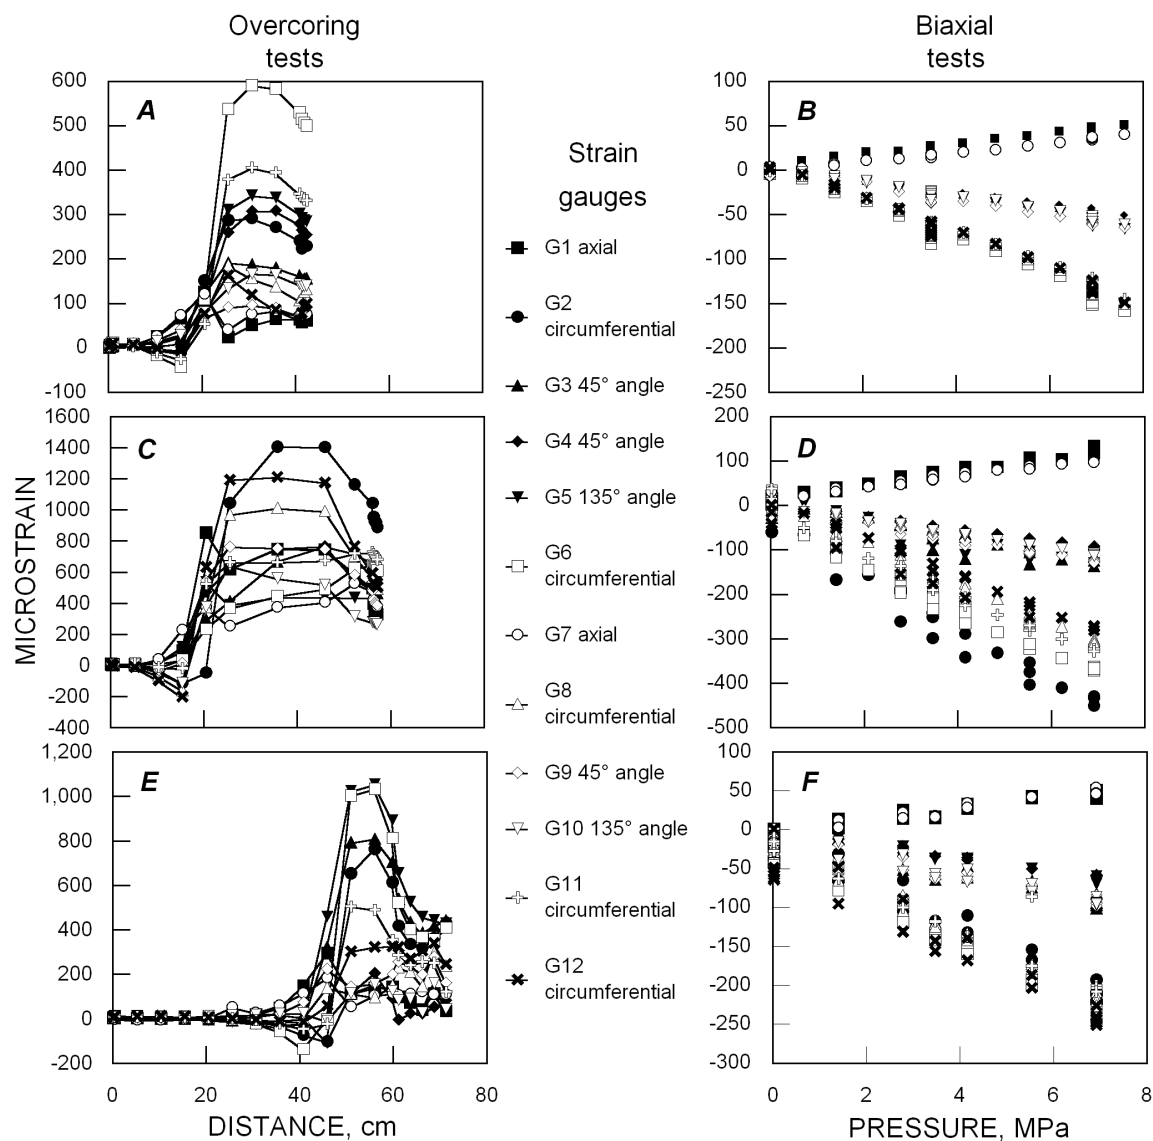 Overcoring
tests
Biaxial
tests
MICROSTRAIN
A
600
500
400
300
200
100
0
-100
B
100
50
0
-50
-100
-150
-200
-250
Strain
gauges
G1 axial
G2
circumferential
G3 45° angle
G4 45° angle
G5 135° angle
G6
circumferential
G7 axial
G8
circumferential
G9 45° angle
G10 135° angle
G11
circumferential
G12
circumferential
C
1600
1400
1200
1000
800
600
400
200
0
-200
-400
D
200
100
0
-100
-200
-300
-400
-500
E
1,200
1,000
800
600
400
200
0
-200
0 20 40 60 80
DISTANCE, cm
F
100
50
0
-50
-100
-150
-200
-250
-300
0 2 4 6 8
PRESSURE, MPa